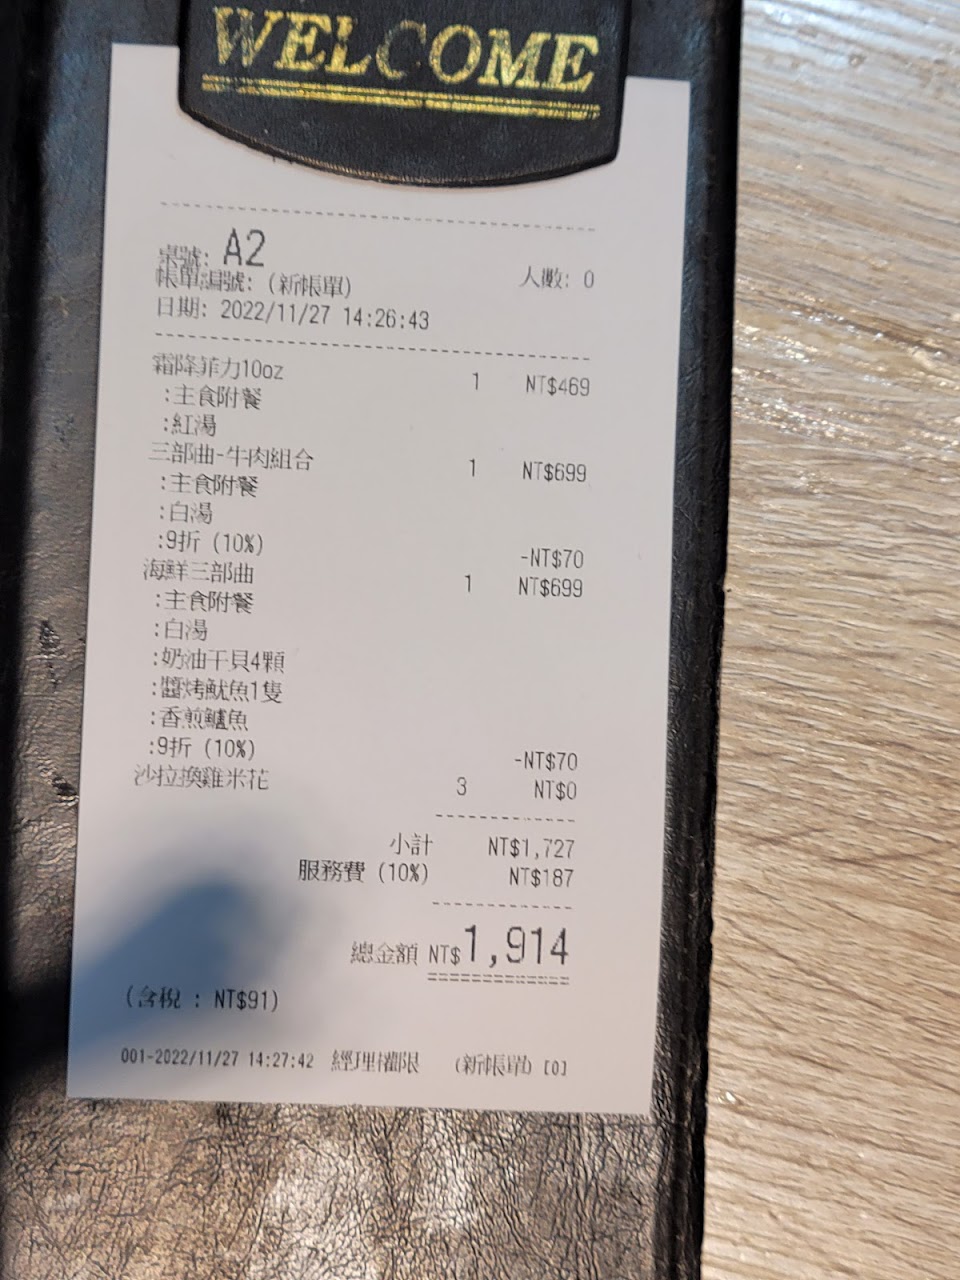 WELCOME
桌號: A2
帳單編號: (新帳單) 人數: 0
日期: 2022/11/27 14:26:43
霜降菲力10oz 1 NT$469
:主食附餐
:紅湯
三部曲-牛肉組合 1 NT$699
:主食附餐
:白湯
:9折 (10%) -NT$70
海鮮三部曲 1 NT$699
:主食附餐
:白湯
:奶油干貝4顆
:醬烤魷魚1隻
:香煎鱸魚
:9折 (10%) -NT$70
沙拉換雞米花 3 NT$0
小計 NT$1,727
服務費 (10%) NT$187
總金額 NT$1,914
(含稅 : NT$91)
001-2022/11/27 14:27:42 經理權限 (新帳單) [0]